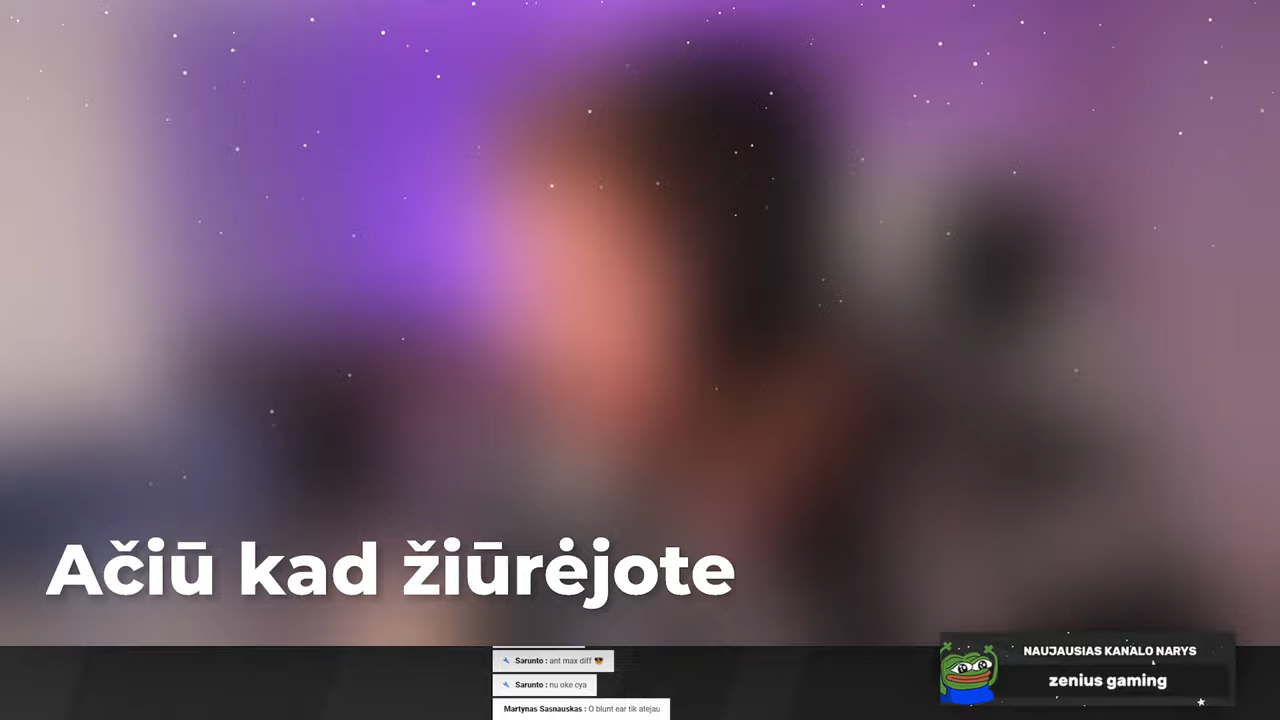 Ačiū kad žiūrėjote
Sarunto : ant max diff 😎
Sarunto : nu oke cya
Martynas Sasnauskas : O blunt ear tik atejau
NAUJAUSIAS KANALO NARYS
zenius gaming